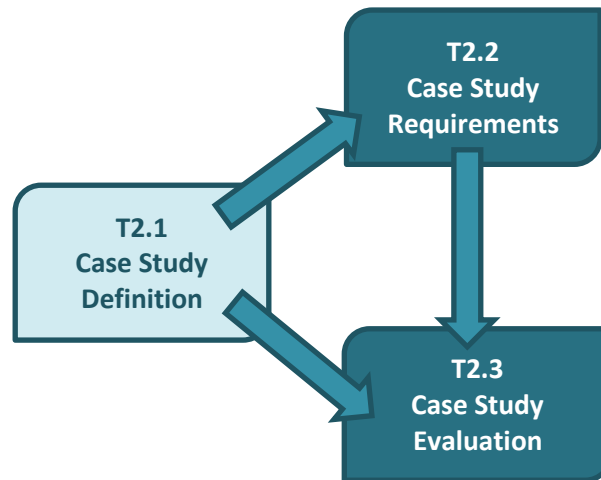 T2.2
Case Study
Requirements
T2.1
Case Study
Definition
T2.3
Case Study
Evaluation